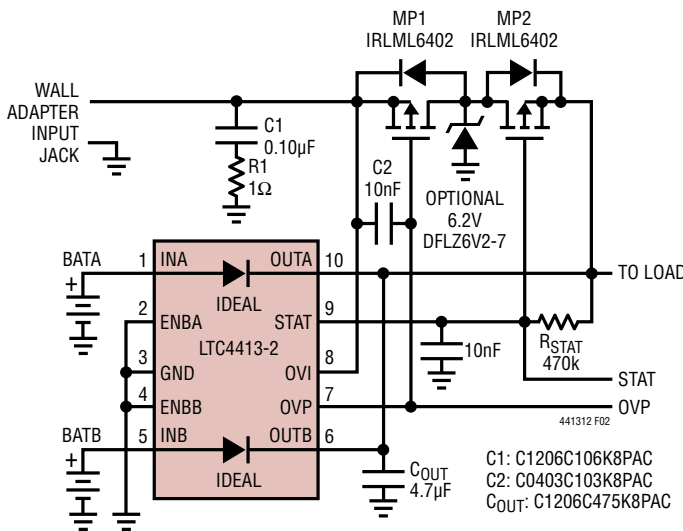 MP1
IRLML6402
MP2
IRLML6402
WALL
ADAPTER
INPUT
JACK
C1
0.10µF
R1
1Ω
C2
10nF
OPTIONAL
6.2V
DFLZ6V2-7
BATA
+
1
INA
OUTA
10
TO LOAD
IDEAL
2
ENBA
STAT
9
LTC4413-2
10nF
RSTAT
470k
3
GND
OVI
8
STAT
4
ENBB
OVP
7
OVP
441312 F02
BATB
+
5
INB
OUTB
6
IDEAL
COUT
4.7µF
C1: C1206C106K8PAC
C2: C0403C103K8PAC
COUT: C1206C475K8PAC